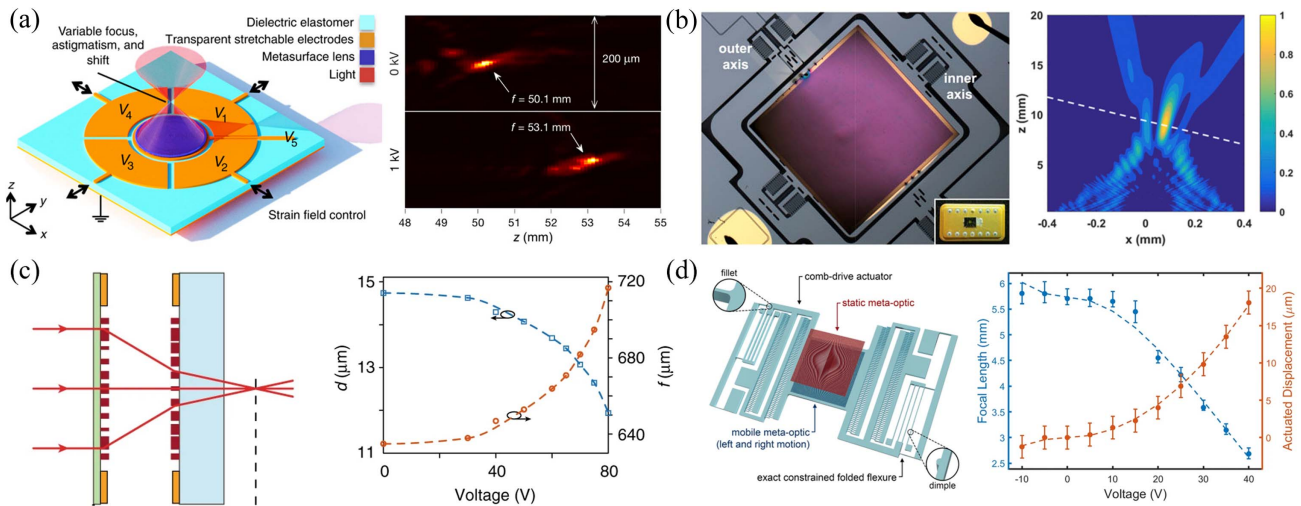 (a)
Variable focus,
astigmatism, and
shift
Dielectric elastomer
Transparent stretchable electrodes
Metasurface lens
Light
V4
V1
V3
V2
V5
z
y
x
Strain field control
0 kV
1 kV
200 μm
f = 50.1 mm
f = 53.1 mm
48 49 50 51 52 53 54 55
z (mm)
(b)
outer
axis
inner
axis
z (mm)
20
15
10
5
-0.4 -0.2 0 0.2 0.4
x (mm)
1
0.8
0.6
0.4
0.2
0
(c)
d (μm)
15
13
11
0 40 60 80
Voltage (V)
720
680
640
f (μm)
(d)
fillet
comb-drive actuator
static meta-optic
mobile meta-optic
(left and right motion)
exact constrained folded flexure
dimple
Focal Length (mm)
6
5.5
5
4.5
4
3.5
3
2.5
-10 -5 0 5 10 15 20 25 30 35 40
Voltage (V)
20
15
10
5
0
Actuated Displacement (μm)